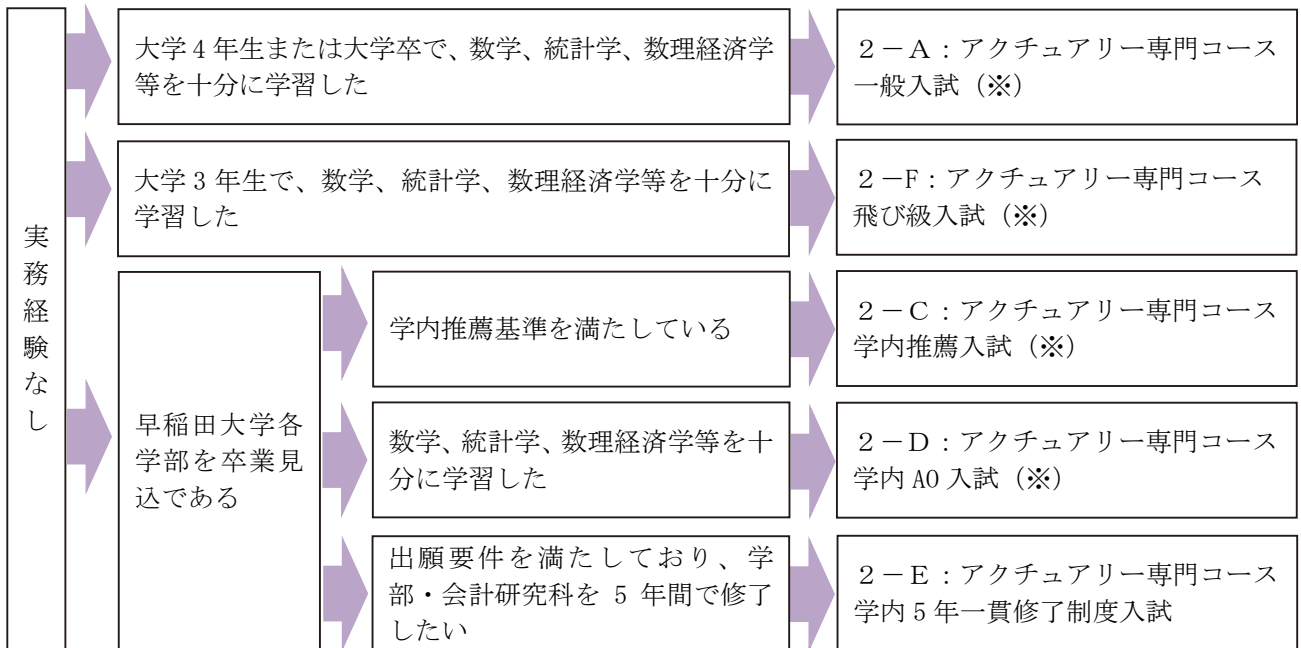 実務経験なし
大学4年生または大学卒で、数学、統計学、数理経済学
等を十分に学習した
2-A:アクチュアリー専門コース
一般入試(※)
大学3年生で、数学、統計学、数理経済学等を十分に
学習した
2-F:アクチュアリー専門コース
飛び級入試(※)
早稲田大学各
学部を卒業見
込である
学内推薦基準を満たしている
2-C:アクチュアリー専門コース
学内推薦入試(※)
数学、統計学、数理経済学等を十
分に学習した
2-D:アクチュアリー専門コース
学内AO入試(※)
出願要件を満たしており、学
部・会計研究科を5年間で修了
したい
2-E:アクチュアリー専門コース
学内5年一貫修了制度入試